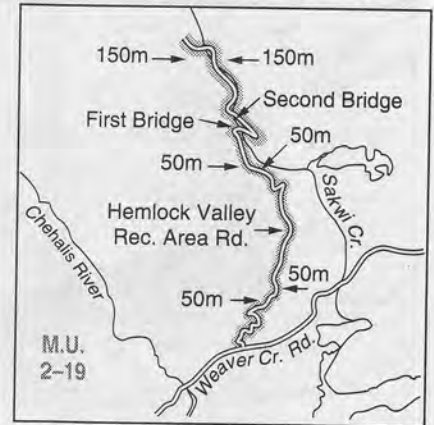 150m
150m
Second Bridge
First Bridge
50m
50m
Sakwi Cr.
Hemlock Valley
Rec. Area Rd.
Chehalis River
50m
50m
M.U.
2–19
Weaver Cr. Rd.